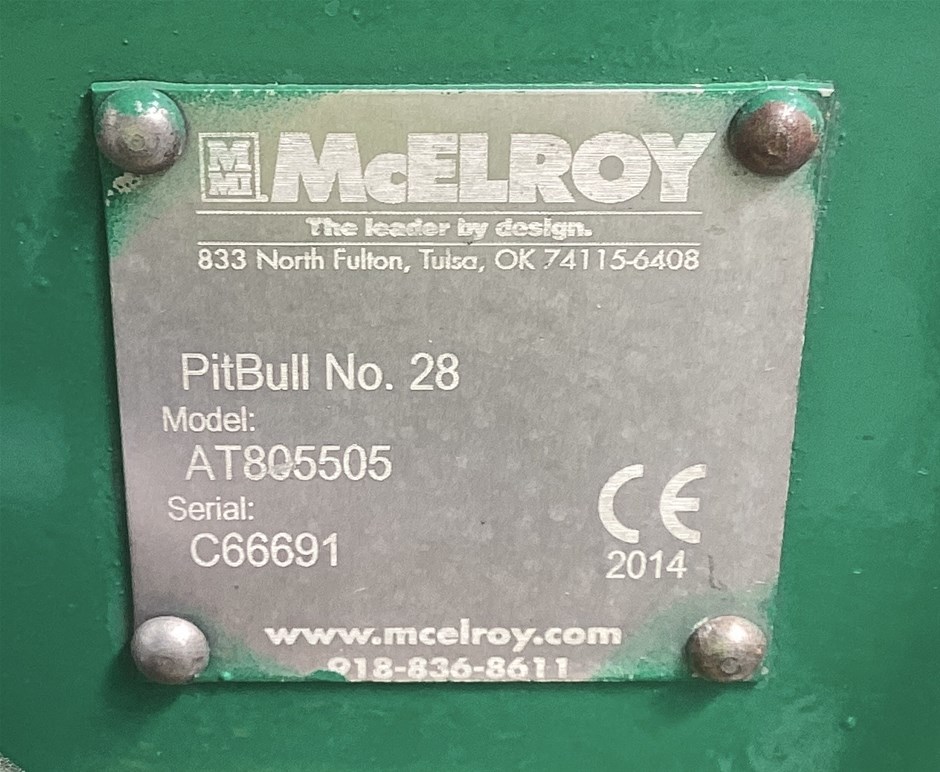 MCELROY
The leader by design.
833 North Fulton, Tulsa, OK 74115-6408
PitBull No. 28
Model:
AT805505
Serial:
C66691
CE
2014
www.mcelroy.com
918-836-8611